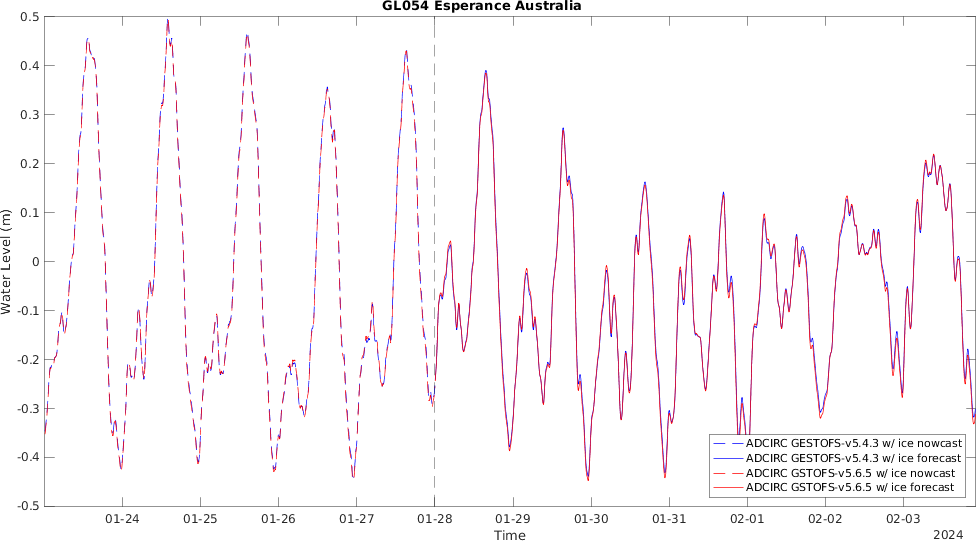 GL054 Esperance Australia
0.5
0.4
0.3
0.2
0.1
0
-0.1
-0.2
-0.3
-0.4
-0.5
Water Level (m)
01-24 01-25 01-26 01-27 01-28 01-29 01-30 01-31 02-01 02-02 02-03
Time
2024
ADCIRC GESTOFS-v5.4.3 w/ ice nowcast
ADCIRC GESTOFS-v5.4.3 w/ ice forecast
ADCIRC GSTOFS-v5.6.5 w/ ice nowcast
ADCIRC GSTOFS-v5.6.5 w/ ice forecast